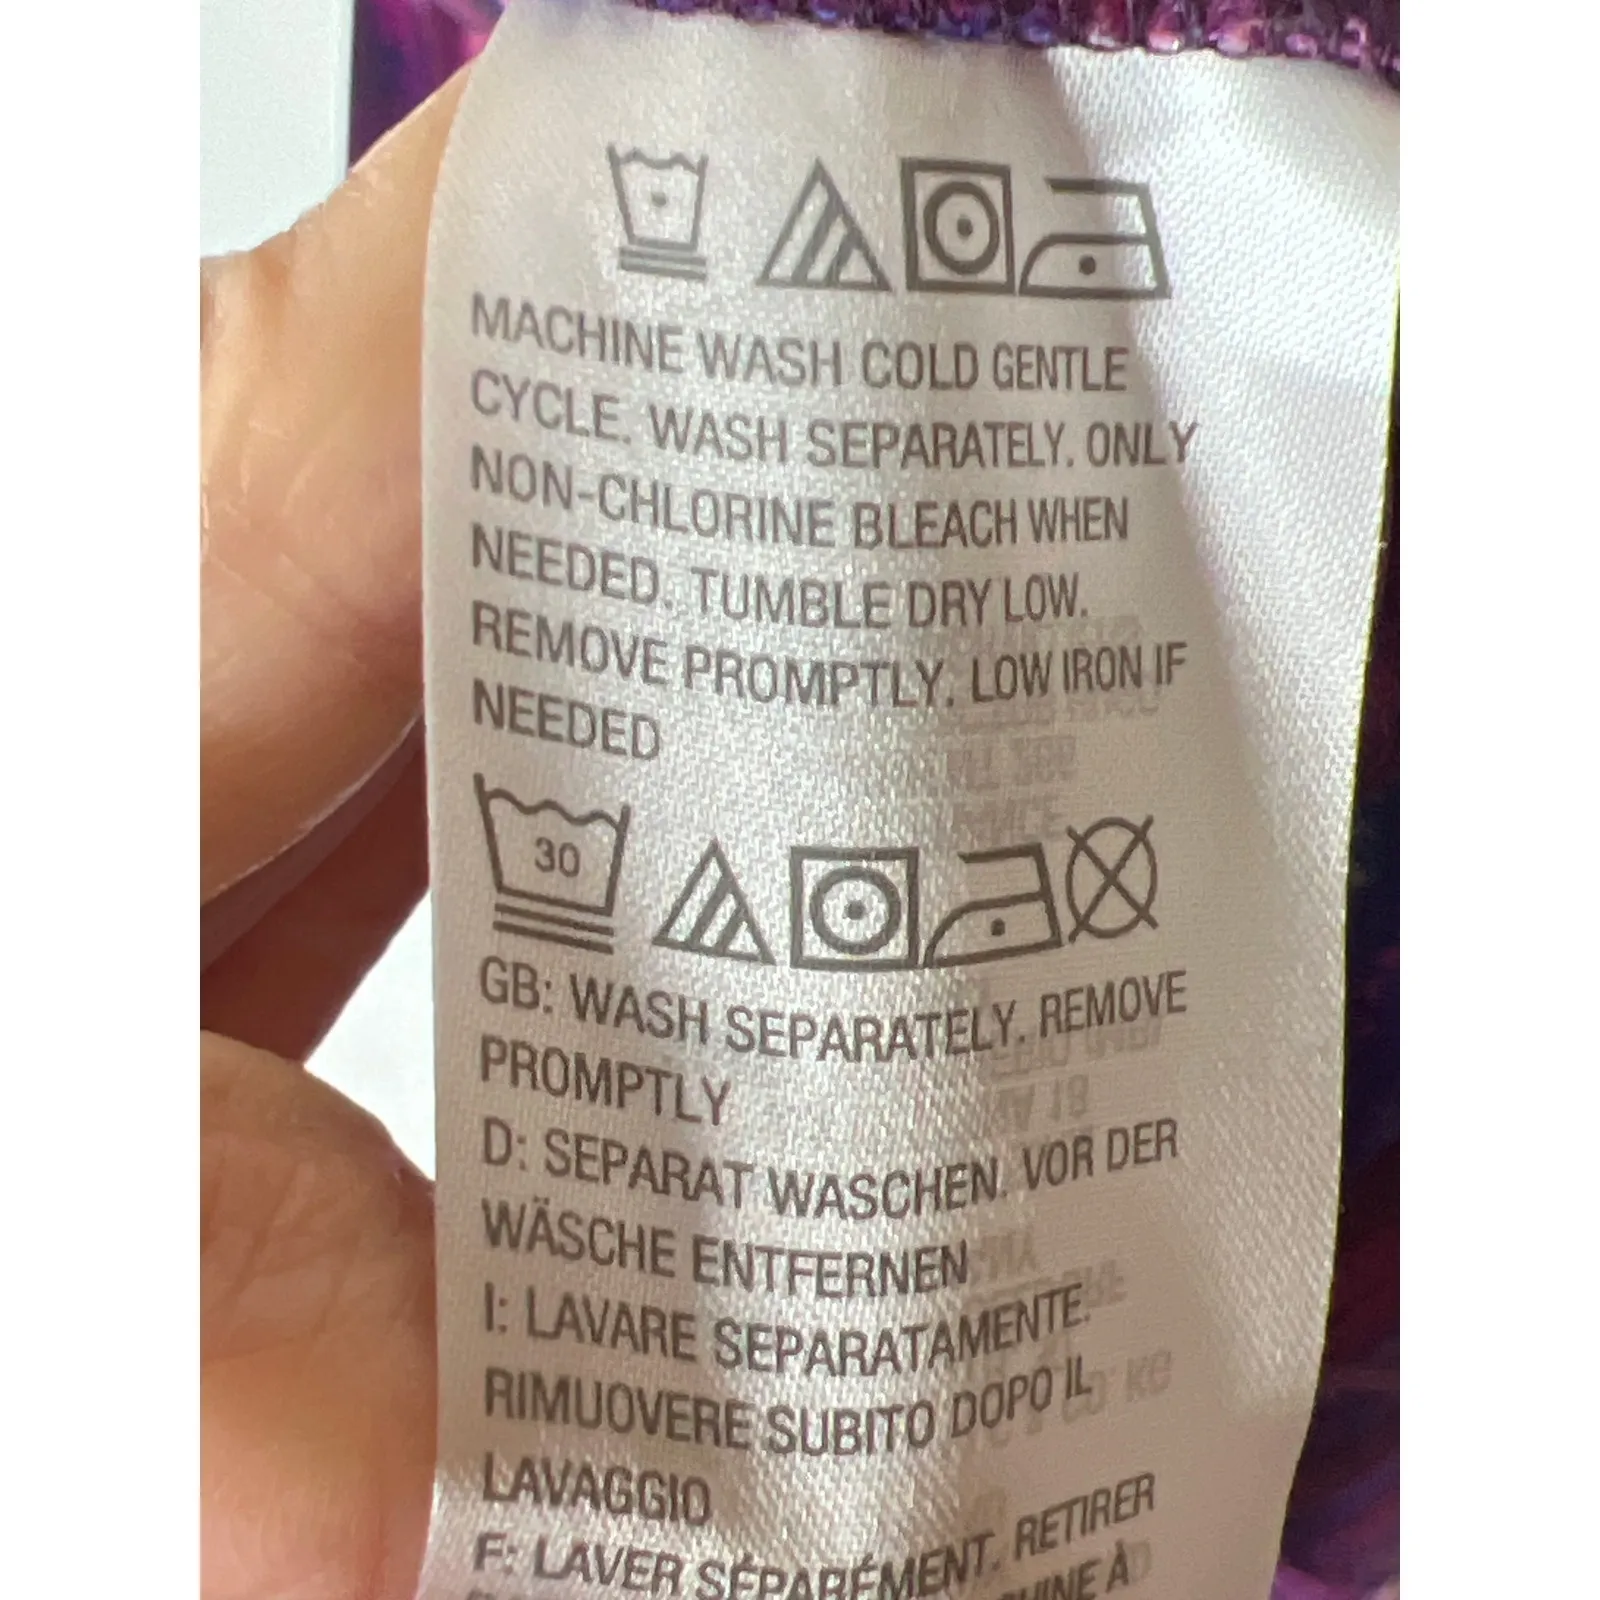 MACHINE WASH COLD GENTLE
CYCLE. WASH SEPARATELY. ONLY
NON-CHLORINE BLEACH WHEN
NEEDED. TUMBLE DRY LOW.
REMOVE PROMPTLY. LOW IRON IF
NEEDED
30
GB: WASH SEPARATELY. REMOVE
PROMPTLY
D: SEPARAT WASCHEN. VOR DER
WÄSCHE ENTFERNEN
I: LAVARE SEPARATAMENTE.
RIMUOVERE SUBITO DOPO IL
LAVAGGIO
F: LAVER SÉPARÉMENT. RETIRER
À